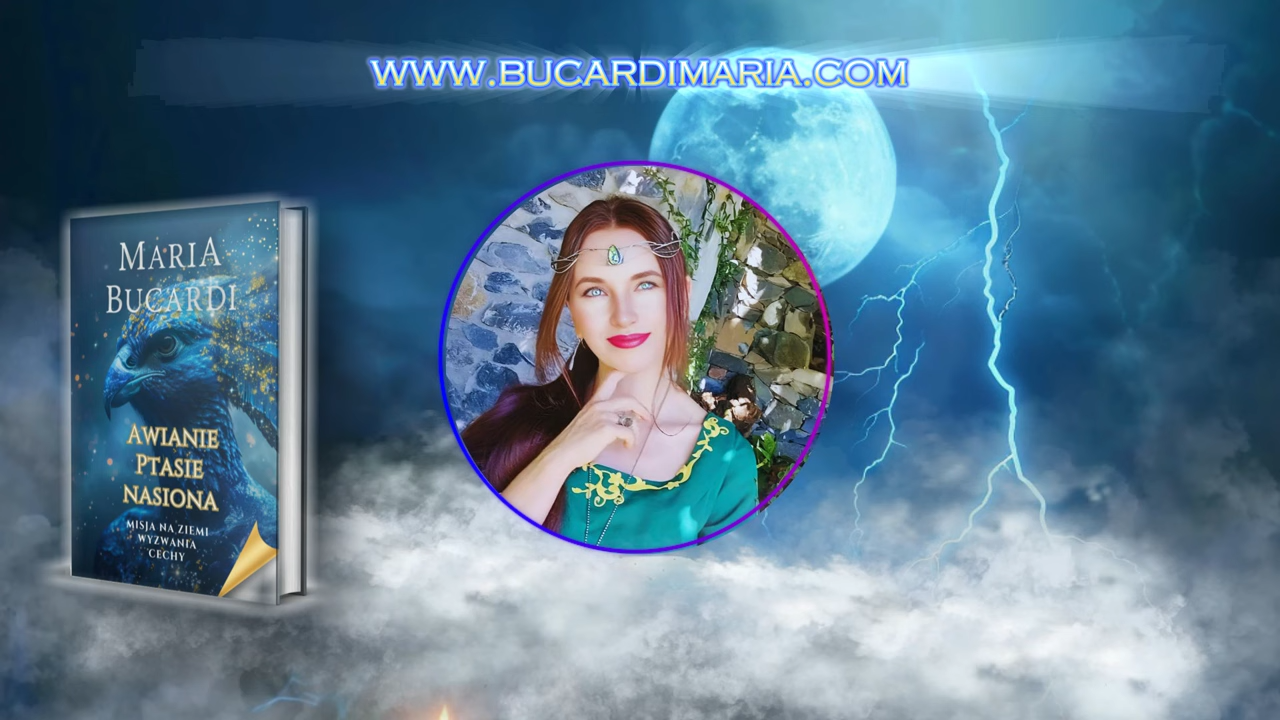 WWW.BUCARDIMARIA.COM
MARIA
BUCARDI
AWIANIE
PTASIE
NASIONA
MISJA NA ZIEMI
WYZWANIA
CECHY